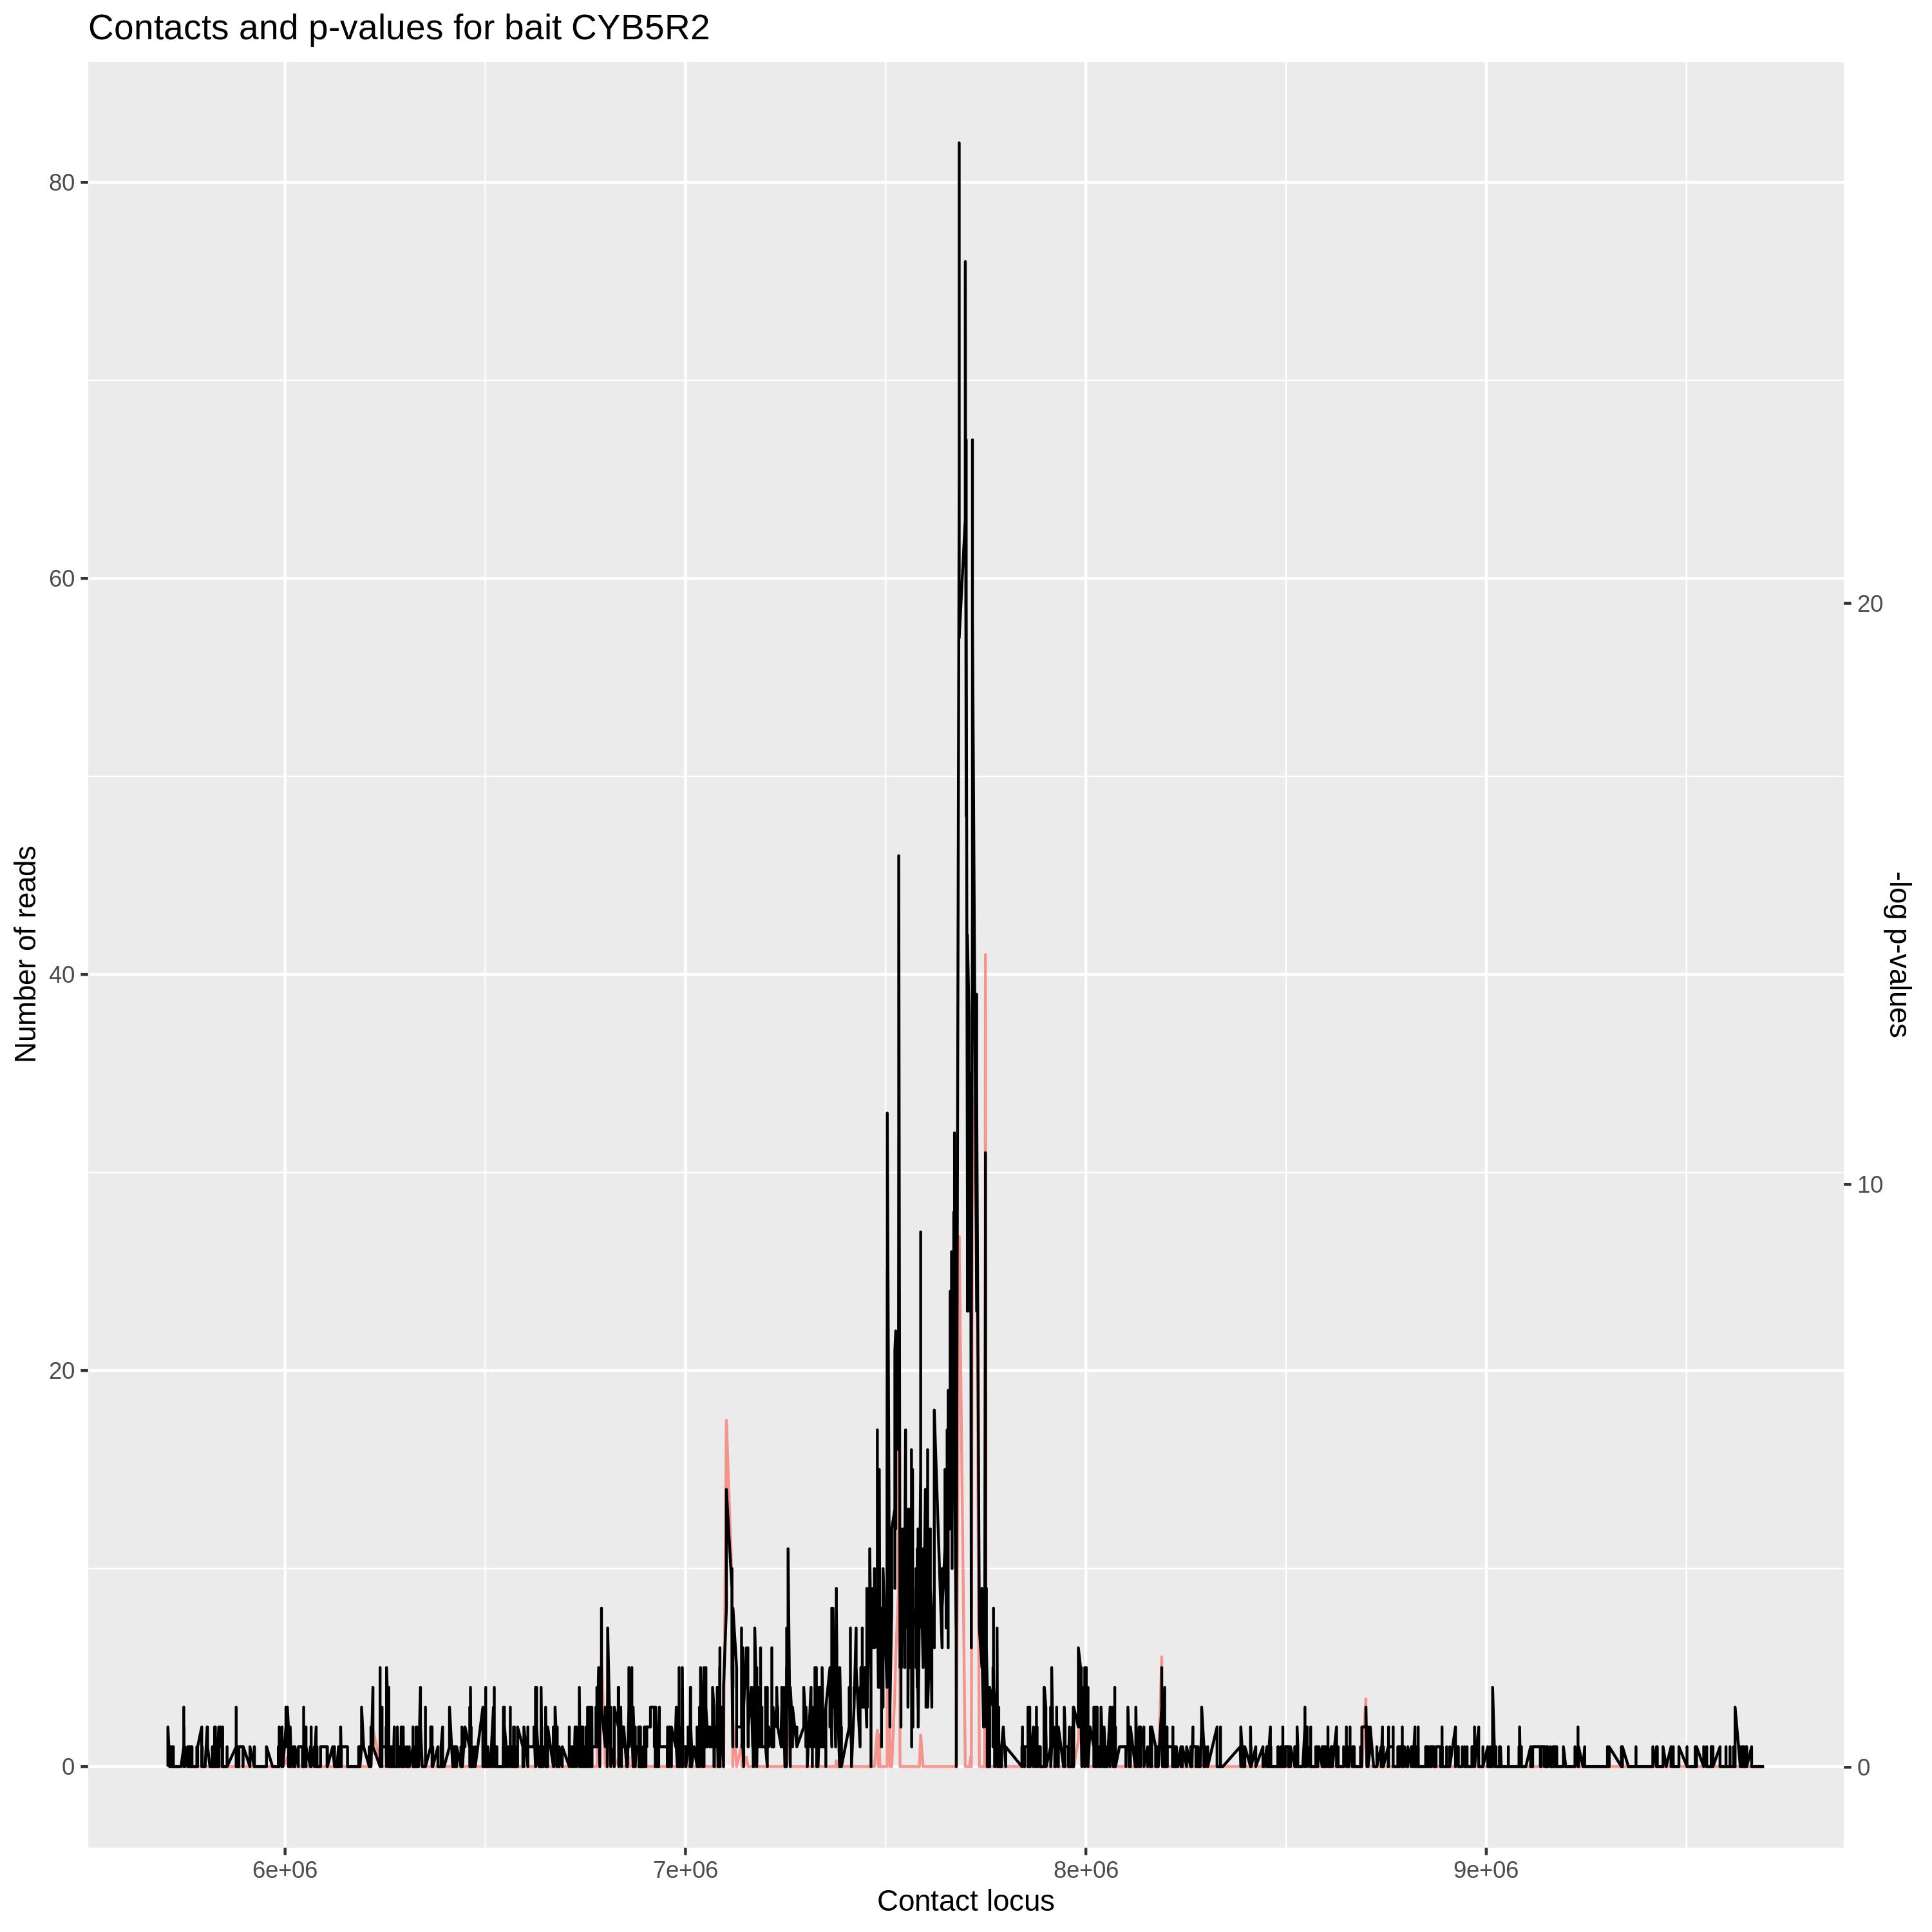 Contacts and p-values for bait CYB5R2
80
60
40
20
0
Number of reads
20
10
0
-log p-values
6e+06 7e+06 8e+06 9e+06
Contact locus